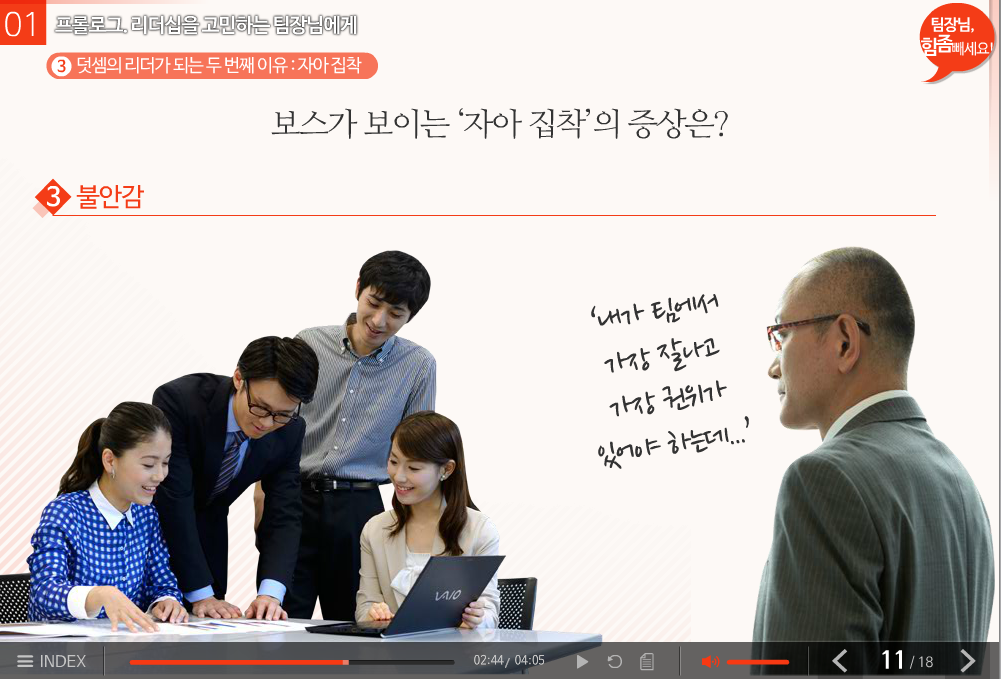 01 프롤로그. 리더십을 고민하는 팀장님에게
팀장님,
힘좀빼세요!
3 덧셈의 리더가 되는 두 번째 이유 : 자아 집착
보스가 보이는 ‘자아 집착’의 증상은?
3 불안감
‘내가 팀에서
가장 잘나고
가장 권위가
있어야 하는데...’
VAIO
INDEX 02:44 / 04:05 11 / 18